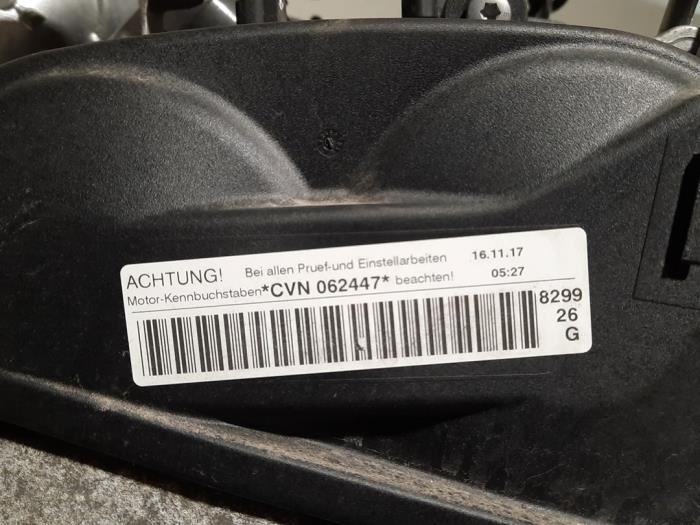 ACHTUNG! Bei allen Pruef-und Einstellarbeiten 16.11.17
Motor-Kennbuchstaben *CVN 062447* beachten! 05:27
8299
26
G